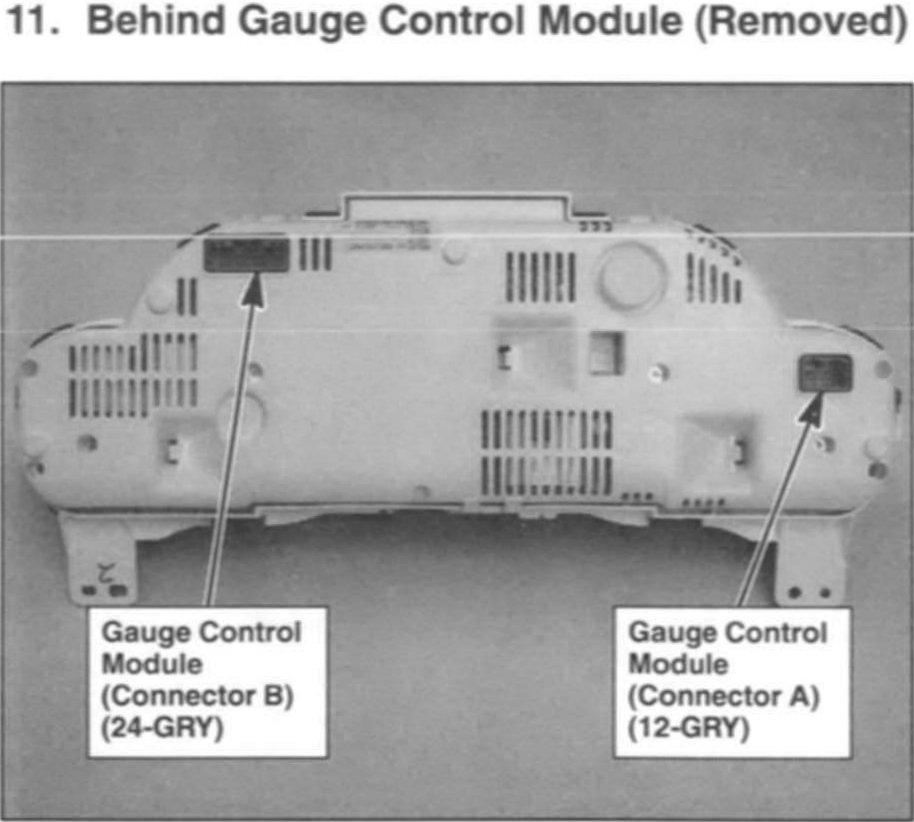 11. Behind Gauge Control Module (Removed)
Gauge Control
Module
(Connector B)
(24-GRY)
Gauge Control
Module
(Connector A)
(12-GRY)